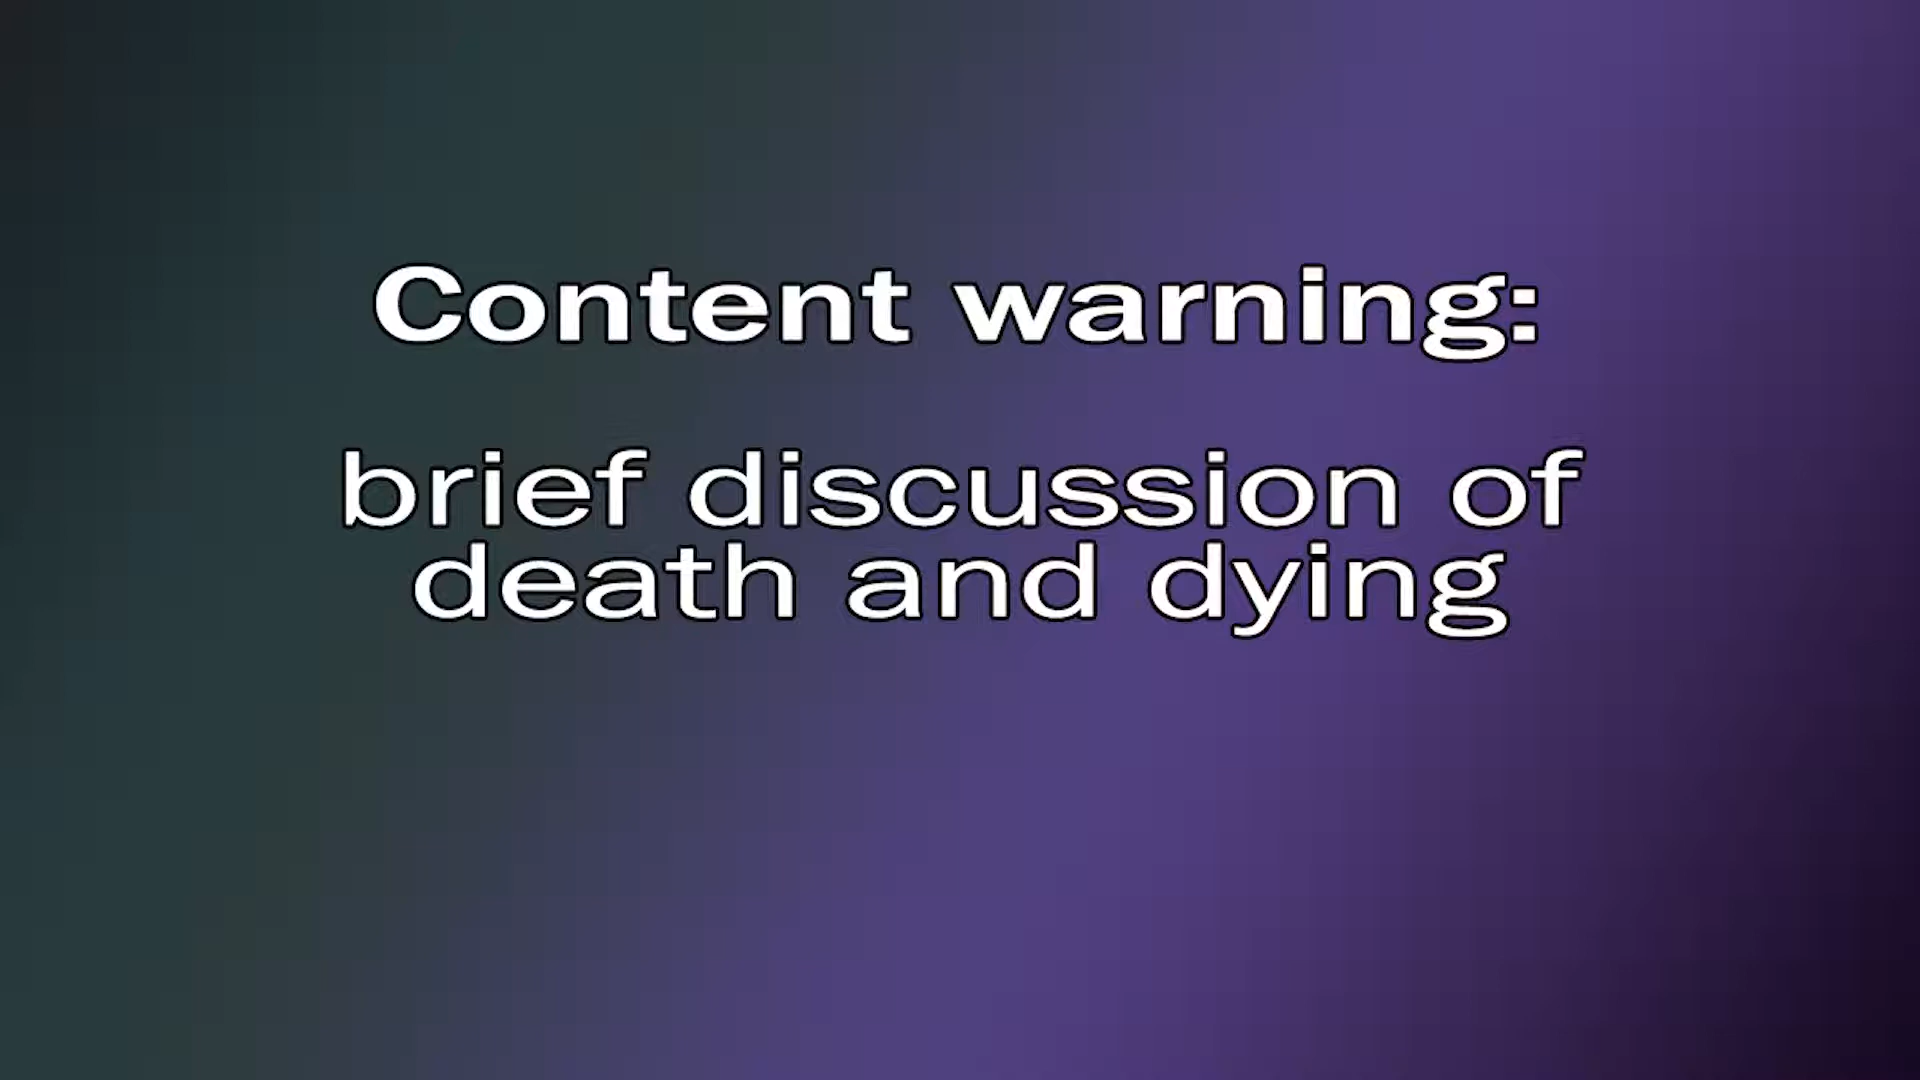 Content warning:
brief discussion of
death and dying